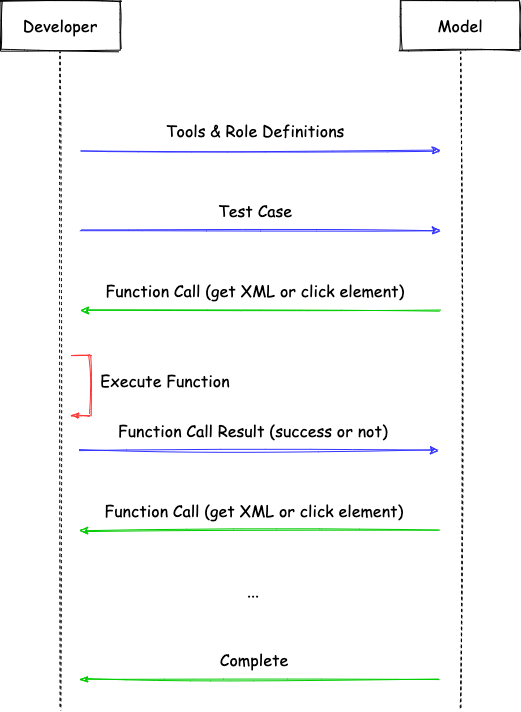 Developer
Model
Tools & Role Definitions
Test Case
Function Call (get XML or click element)
Execute Function
Function Call Result (success or not)
Function Call (get XML or click element)
...
Complete